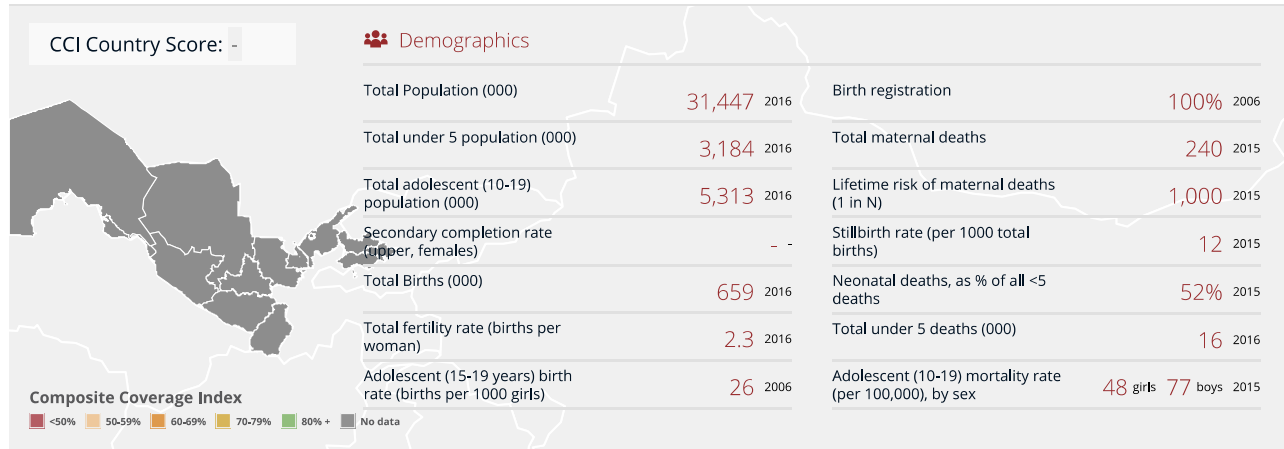 CCI Country Score: -
Demographics
Total Population (000)
31,447 2016
Total under 5 population (000)
3,184 2016
Total adolescent (10-19)
population (000)
5,313 2016
Secondary completion rate
(upper, females)
- -
Total Births (000)
659 2016
Total fertility rate (births per
woman)
2.3 2016
Adolescent (15-19 years) birth
rate (births per 1000 girls)
26 2006
Birth registration
100% 2006
Total maternal deaths
240 2015
Lifetime risk of maternal deaths
(1 in N)
1,000 2015
Stillbirth rate (per 1000 total
births)
12 2015
Neonatal deaths, as % of all <5
deaths
52% 2015
Total under 5 deaths (000)
16 2016
Adolescent (10-19) mortality rate
(per 100,000), by sex
48 girls 77 boys 2015
Composite Coverage Index
<50% 50-59% 60-69% 70-79% 80% + No data